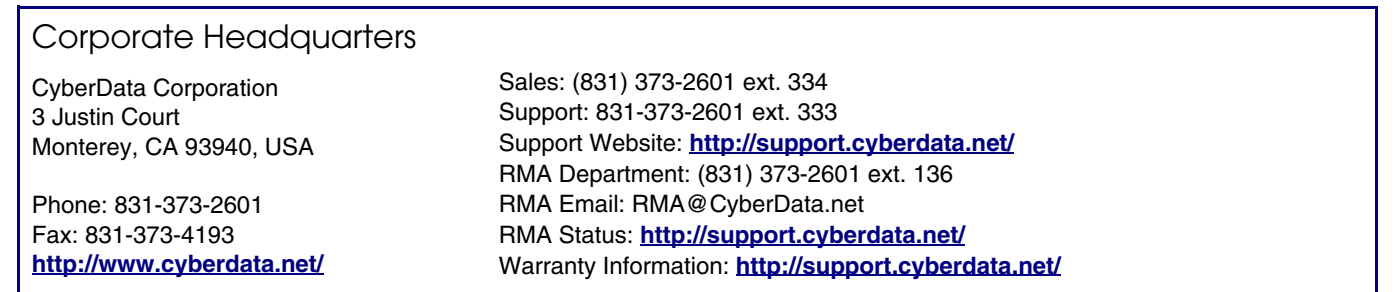 Corporate Headquarters
CyberData Corporation
3 Justin Court
Monterey, CA 93940, USA
Phone: 831-373-2601
Fax: 831-373-4193
http://www.cyberdata.net/
Sales: (831) 373-2601 ext. 334
Support: 831-373-2601 ext. 333
Support Website: http://support.cyberdata.net/
RMA Department: (831) 373-2601 ext. 136
RMA Email: RMA@CyberData.net
RMA Status: http://support.cyberdata.net/
Warranty Information: http://support.cyberdata.net/